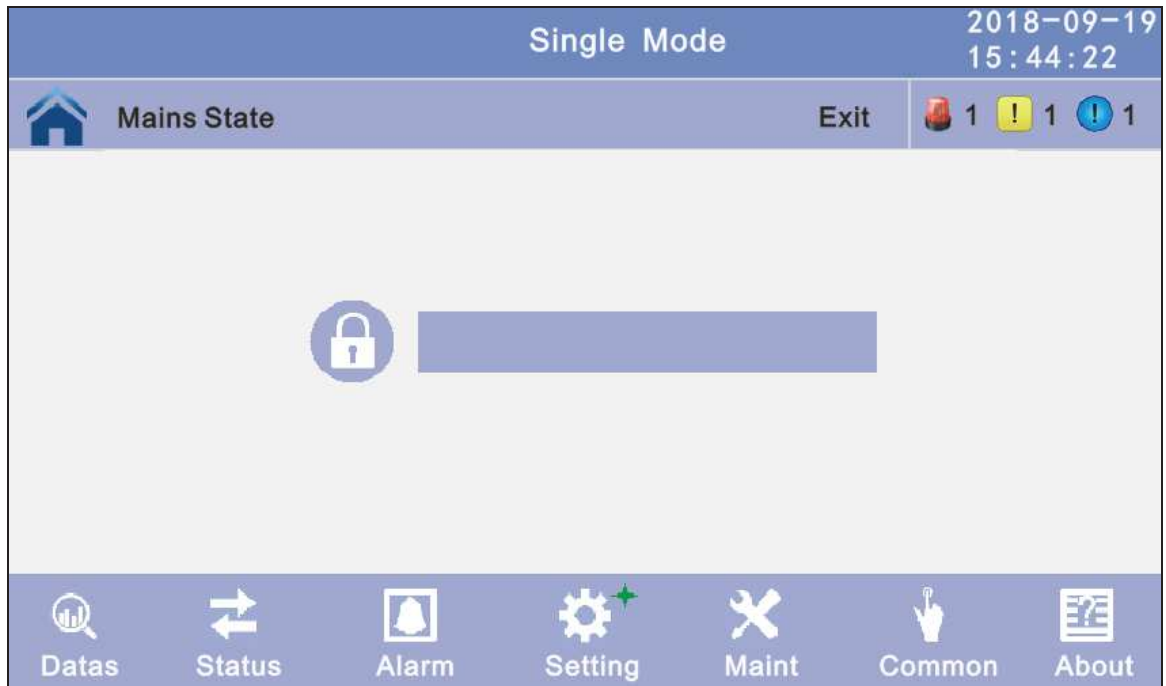 Single Mode
2018-09-19
15:44:22
Mains State
Exit
1 ! 1 ! 1
Datas
Status
Alarm
Setting
Maint
Common
About